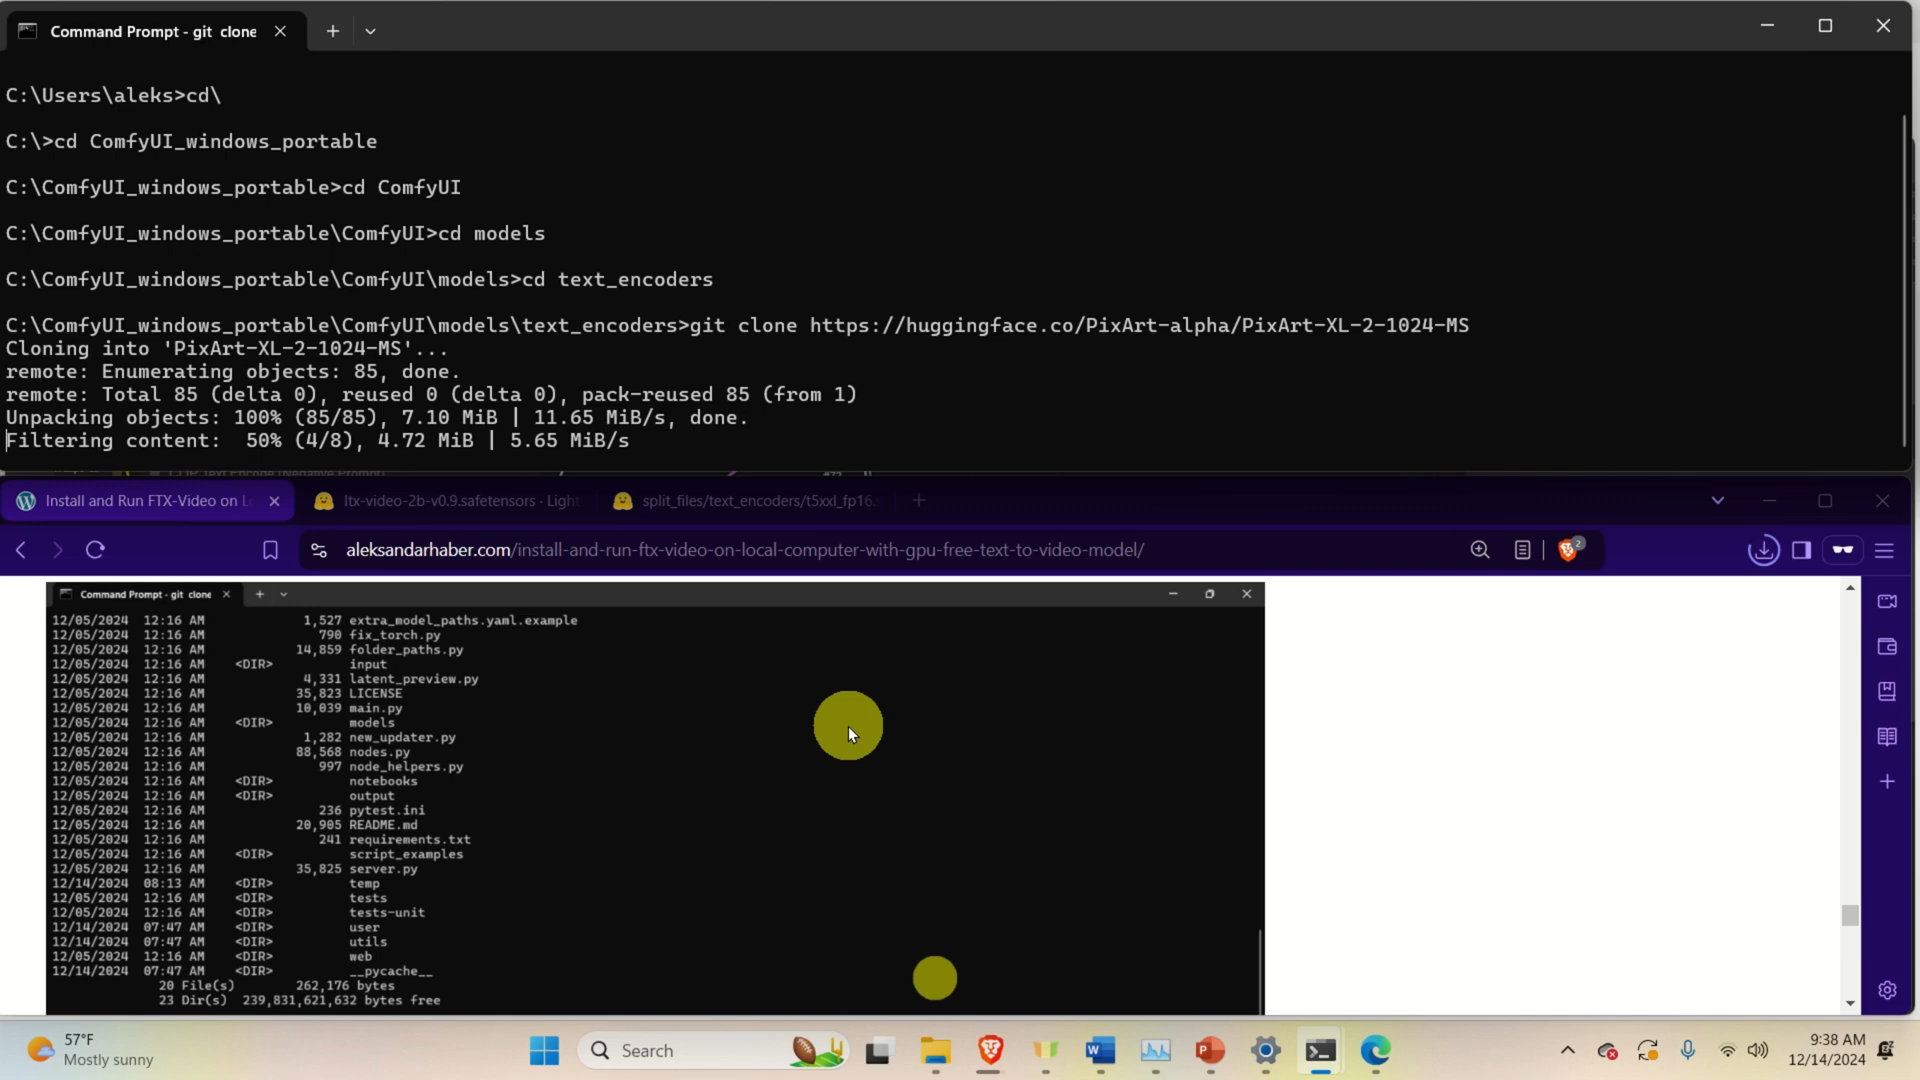 Command Prompt - git clone
C:\Users\aleks>cd\
C:\>cd ComfyUI_windows_portable
C:\ComfyUI_windows_portable>cd ComfyUI
C:\ComfyUI_windows_portable\ComfyUI>cd models
C:\ComfyUI_windows_portable\ComfyUI\models>cd text_encoders
C:\ComfyUI_windows_portable\ComfyUI\models\text_encoders>git clone https://huggingface.co/PixArt-alpha/PixArt-XL-2-1024-MS
Cloning into 'PixArt-XL-2-1024-MS'...
remote: Enumerating objects: 85, done.
remote: Total 85 (delta 0), reused 0 (delta 0), pack-reused 85 (from 1)
Unpacking objects: 100% (85/85), 7.10 MiB | 11.65 MiB/s, done.
Filtering content:  50% (4/8), 4.72 MiB | 5.65 MiB/s
Install and Run FTX-Video on L
ltx-video-2b-v0.9.safetensors · Light
split_files/text_encoders/t5xxl_fp16.s
aleksandarhaber.com/install-and-run-ftx-video-on-local-computer-with-gpu-free-text-to-video-model/
2
Command Prompt - git clone
12/05/2024 12:16 AM 1,527 extra_model_paths.yaml.example
12/05/2024 12:16 AM 790 fix_torch.py
12/05/2024 12:16 AM 14,859 folder_paths.py
12/05/2024 12:16 AM <DIR> input
12/05/2024 12:16 AM 4,331 latent_preview.py
12/05/2024 12:16 AM 35,823 LICENSE
12/05/2024 12:16 AM 10,039 main.py
12/05/2024 12:16 AM <DIR> models
12/05/2024 12:16 AM 1,282 new_updater.py
12/05/2024 12:16 AM 88,568 nodes.py
12/05/2024 12:16 AM 997 node_helpers.py
12/05/2024 12:16 AM <DIR> notebooks
12/05/2024 12:16 AM <DIR> output
12/05/2024 12:16 AM 236 pytest.ini
12/05/2024 12:16 AM 20,905 README.md
12/05/2024 12:16 AM 241 requirements.txt
12/05/2024 12:16 AM <DIR> script_examples
12/05/2024 12:16 AM 35,825 server.py
12/14/2024 08:13 AM <DIR> temp
12/05/2024 12:16 AM <DIR> tests
12/05/2024 12:16 AM <DIR> tests-unit
12/14/2024 07:47 AM <DIR> user
12/14/2024 07:47 AM <DIR> utils
12/05/2024 12:16 AM <DIR> web
12/14/2024 07:47 AM <DIR> __pycache__
20 File(s) 262,176 bytes
23 Dir(s) 239,831,621,632 bytes free
57°F
Mostly sunny
Search
9:38 AM
12/14/2024